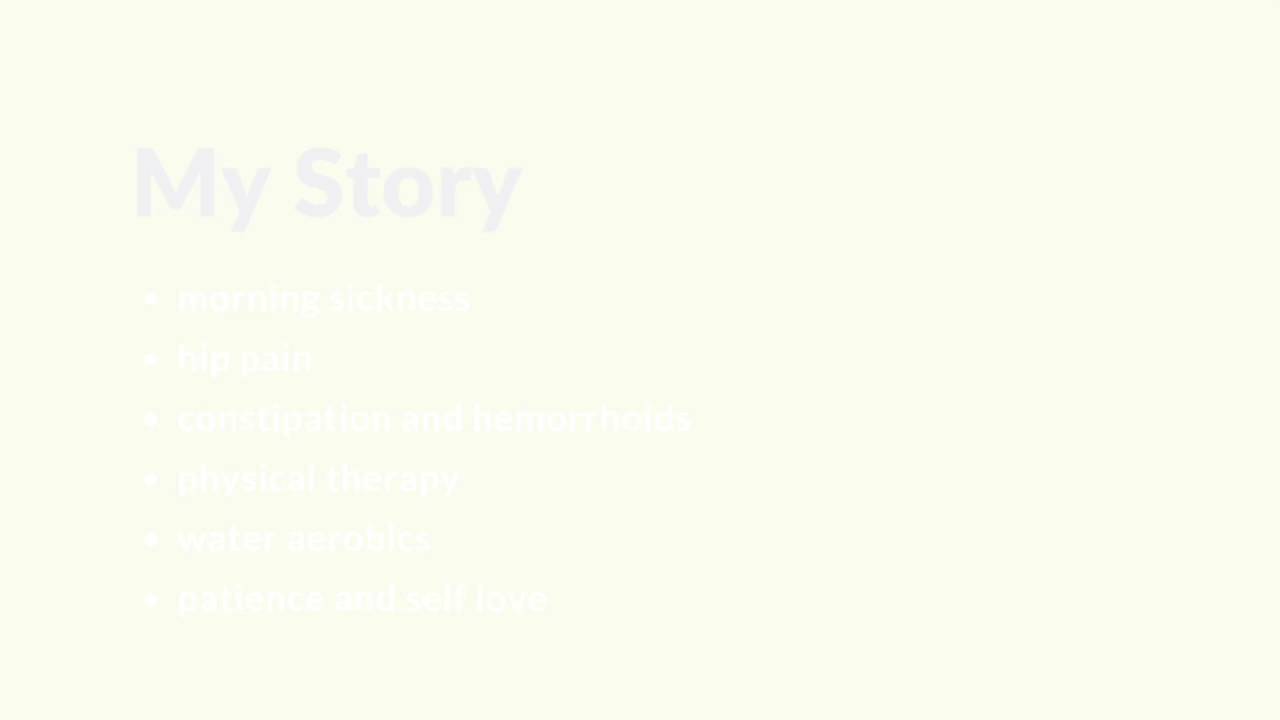 My Story
• morning sickness
• hip pain
• constipation and hemorrhoids
• physical therapy
• water aerobics
• patience and self love